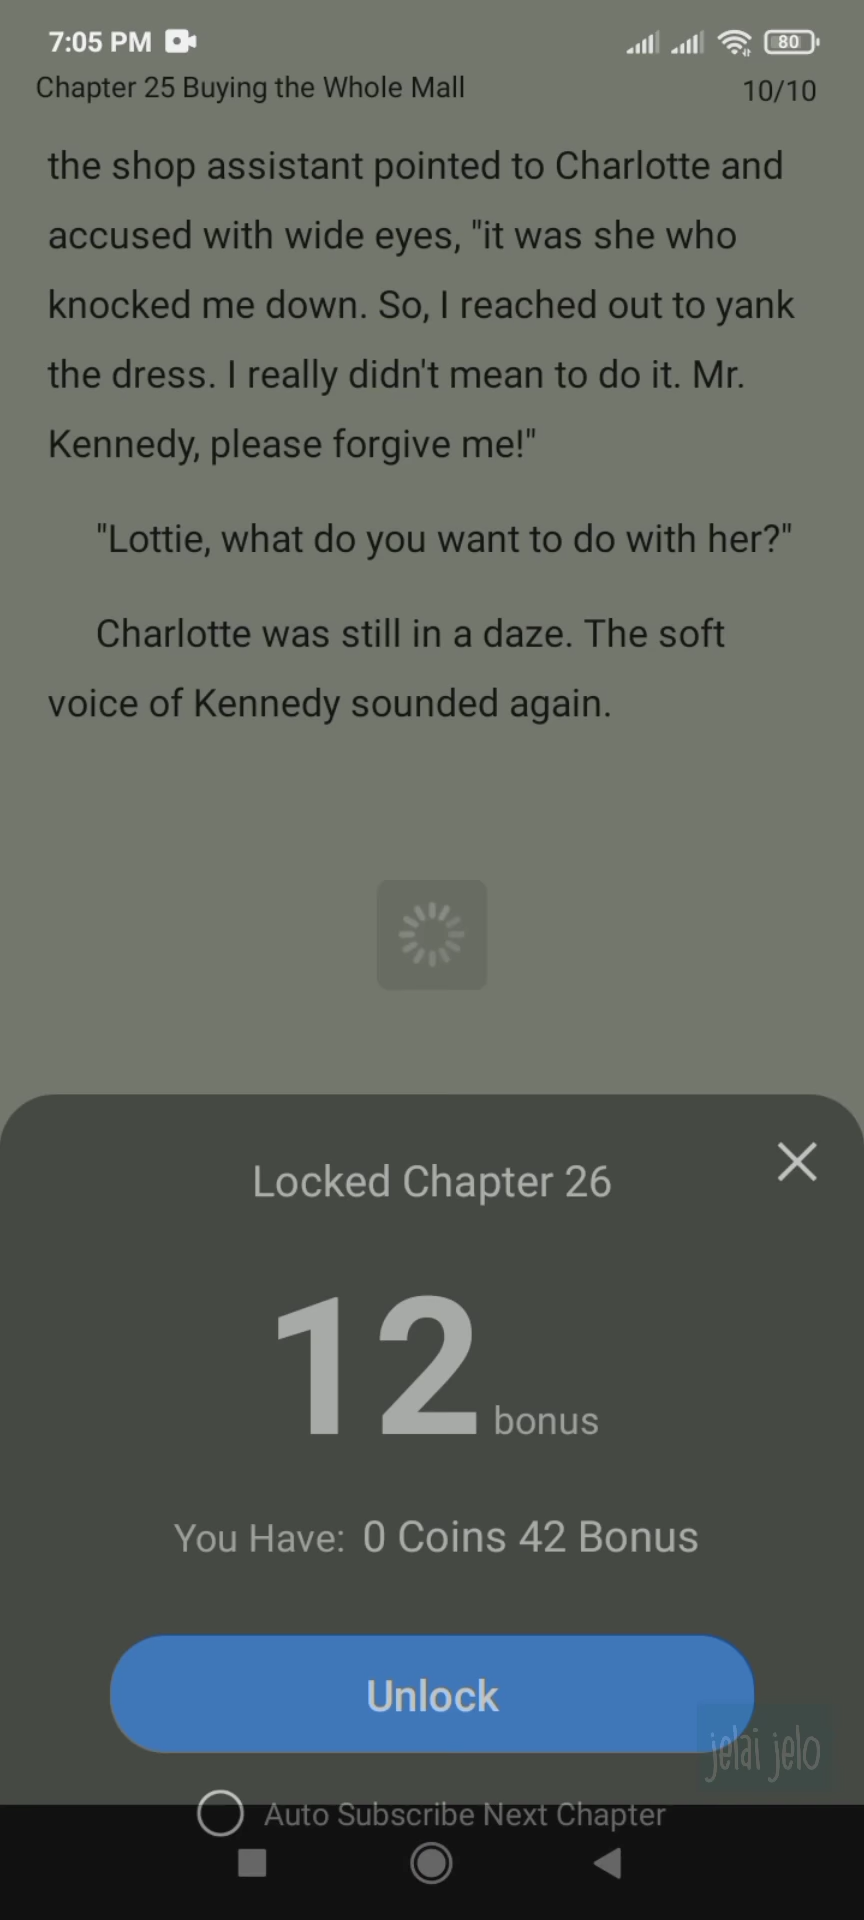 7:05 PM
80
Chapter 25 Buying the Whole Mall
10/10
the shop assistant pointed to Charlotte and
accused with wide eyes, "it was she who
knocked me down. So, I reached out to yank
the dress. I really didn't mean to do it. Mr.
Kennedy, please forgive me!"
"Lottie, what do you want to do with her?"
Charlotte was still in a daze. The soft
voice of Kennedy sounded again.
Locked Chapter 26
12 bonus
You Have: 0 Coins 42 Bonus
Unlock
jelai jelo
Auto Subscribe Next Chapter